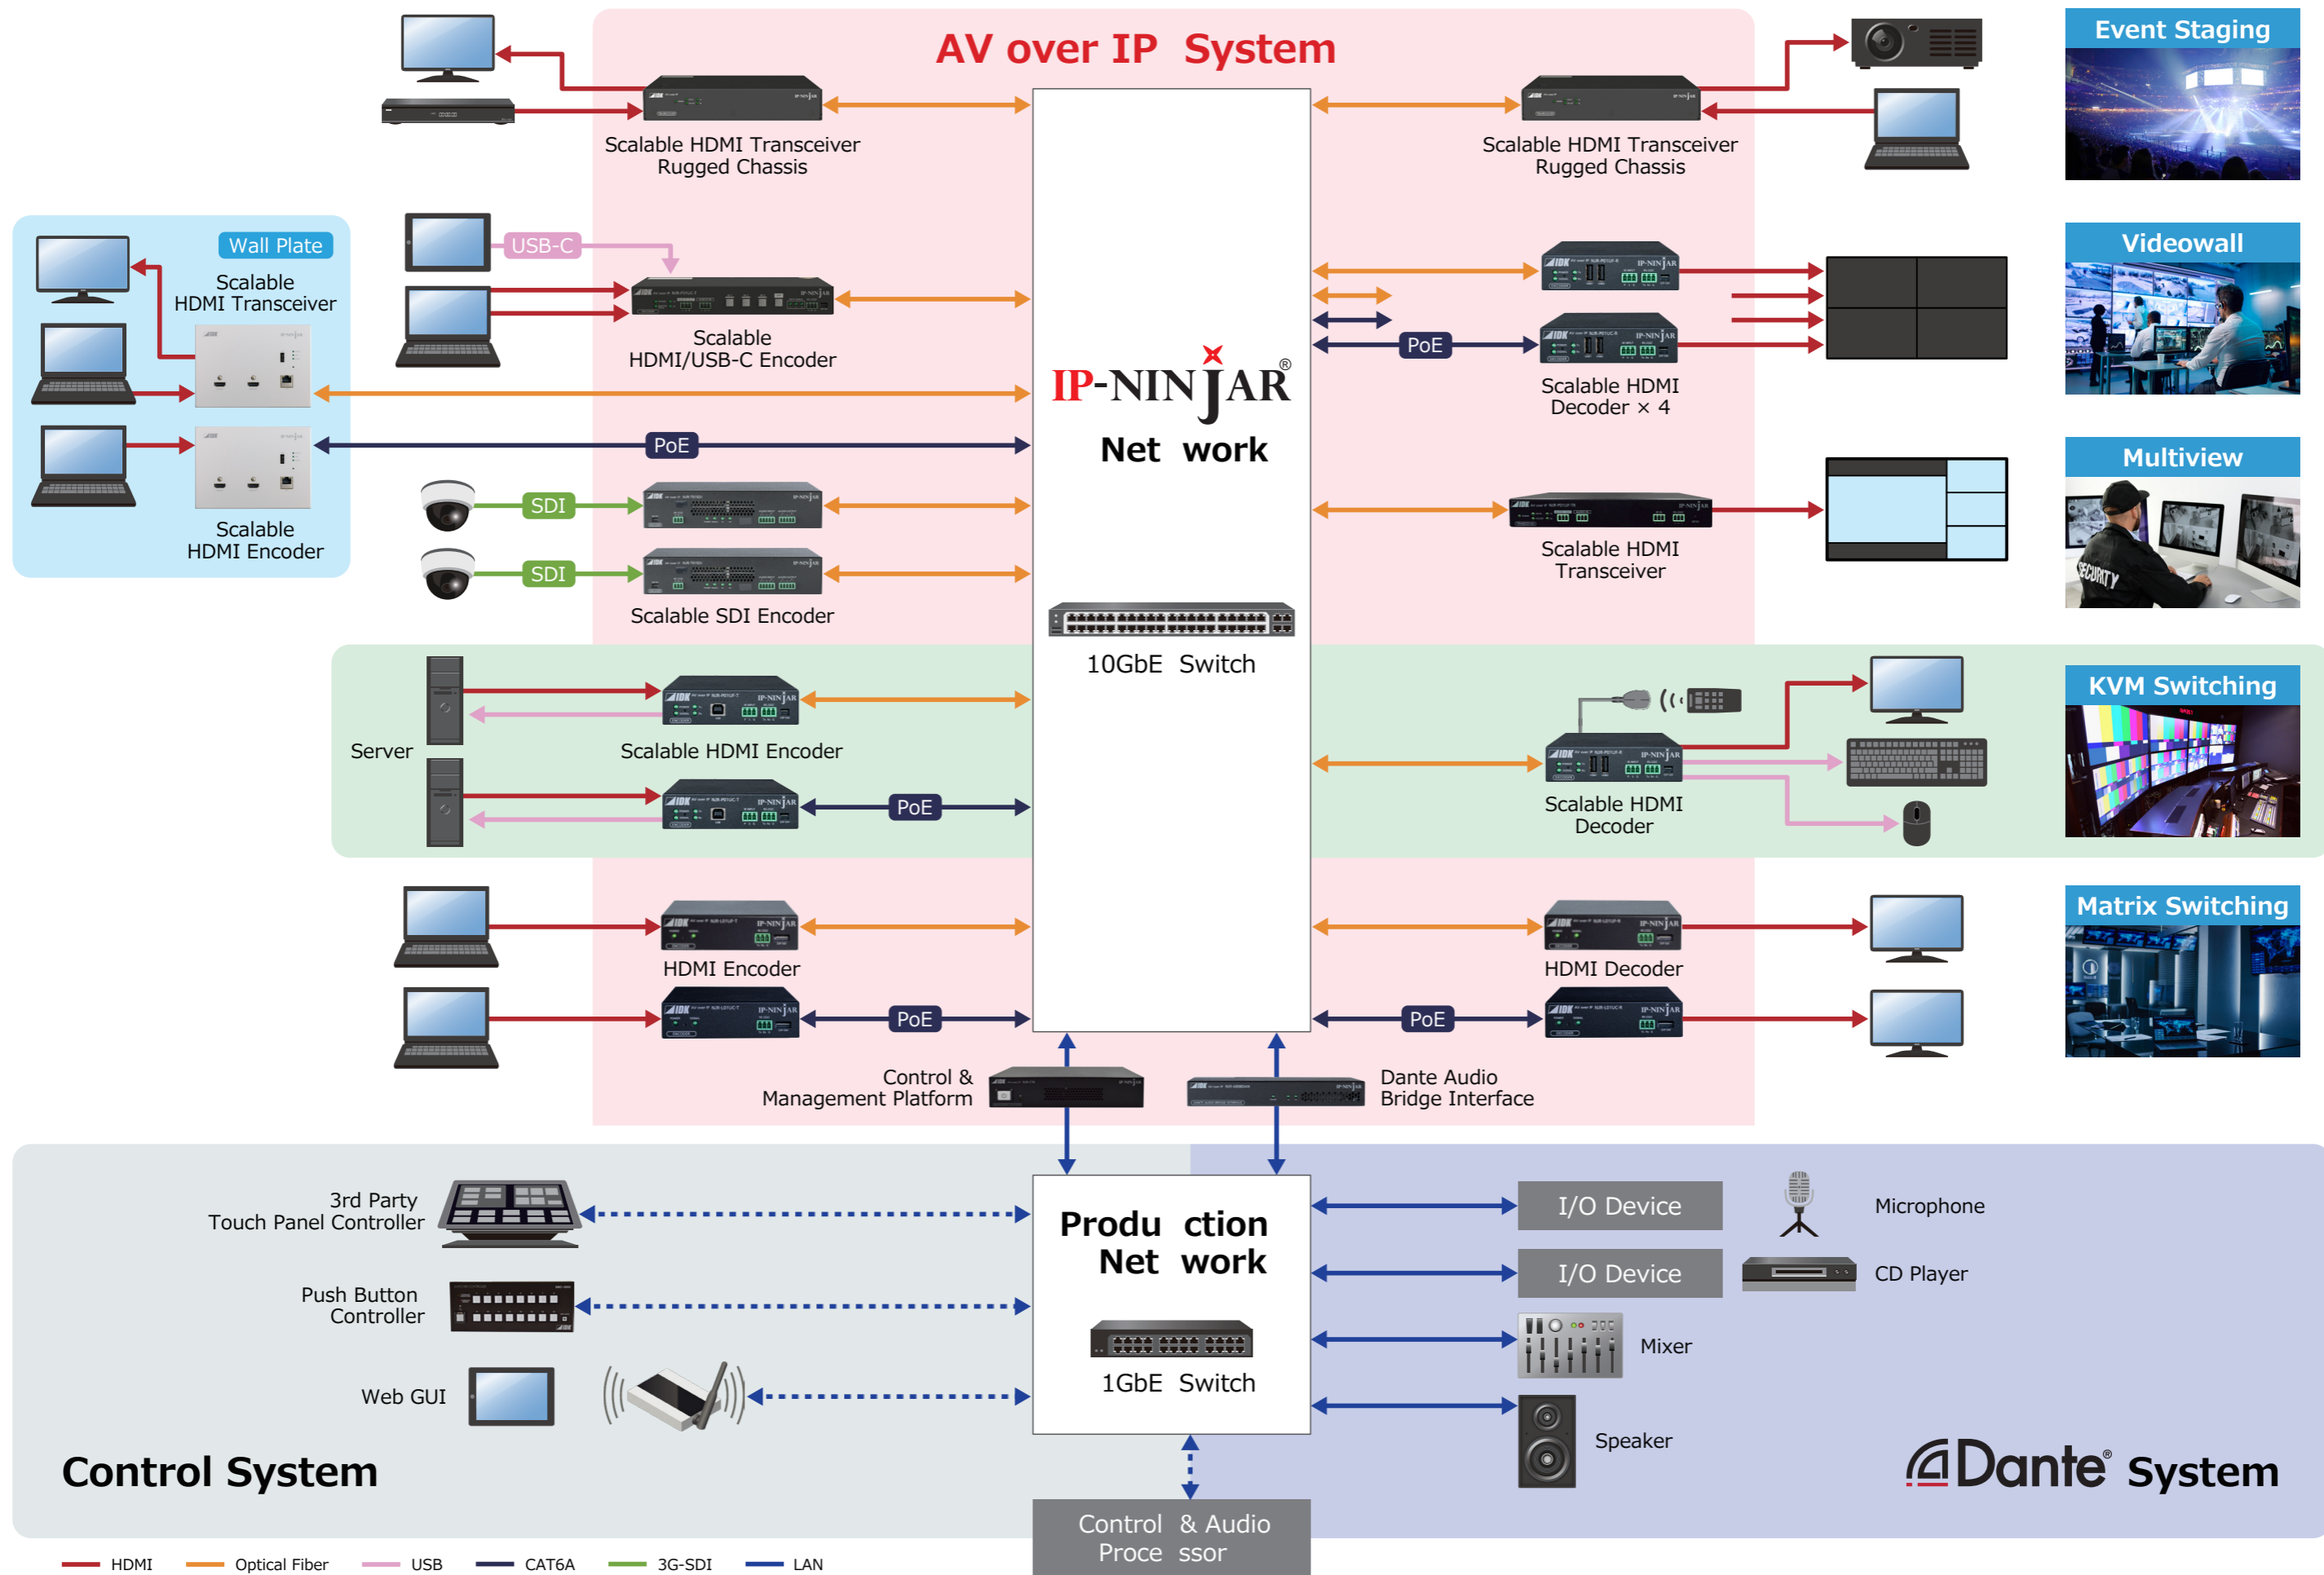 AV over IP System
Event Staging
Scalable HDMI Transceiver
Rugged Chassis
Scalable HDMI Transceiver
Rugged Chassis
Wall Plate
Scalable
HDMI Transceiver
USB-C
Scalable
HDMI/USB-C Encoder
PoE
Scalable
HDMI Encoder
SDI
SDI
Scalable SDI Encoder
IP-NINJAR®
Net work
10GbE Switch
Videowall
PoE
Scalable HDMI
Decoder × 4
Multiview
Scalable HDMI
Transceiver
SECURITY
Server
Scalable HDMI Encoder
PoE
KVM Switching
Scalable HDMI
Decoder
HDMI Encoder
PoE
HDMI Decoder
PoE
Matrix Switching
Control &
Management Platform
Dante Audio
Bridge Interface
3rd Party
Touch Panel Controller
Push Button
Controller
Web GUI
Control System
Produ ction
Net work
1GbE Switch
I/O Device
Microphone
I/O Device
CD Player
Mixer
Speaker
Dante® System
Control & Audio
Proce ssor
HDMI
Optical Fiber
USB
CAT6A
3G-SDI
LAN